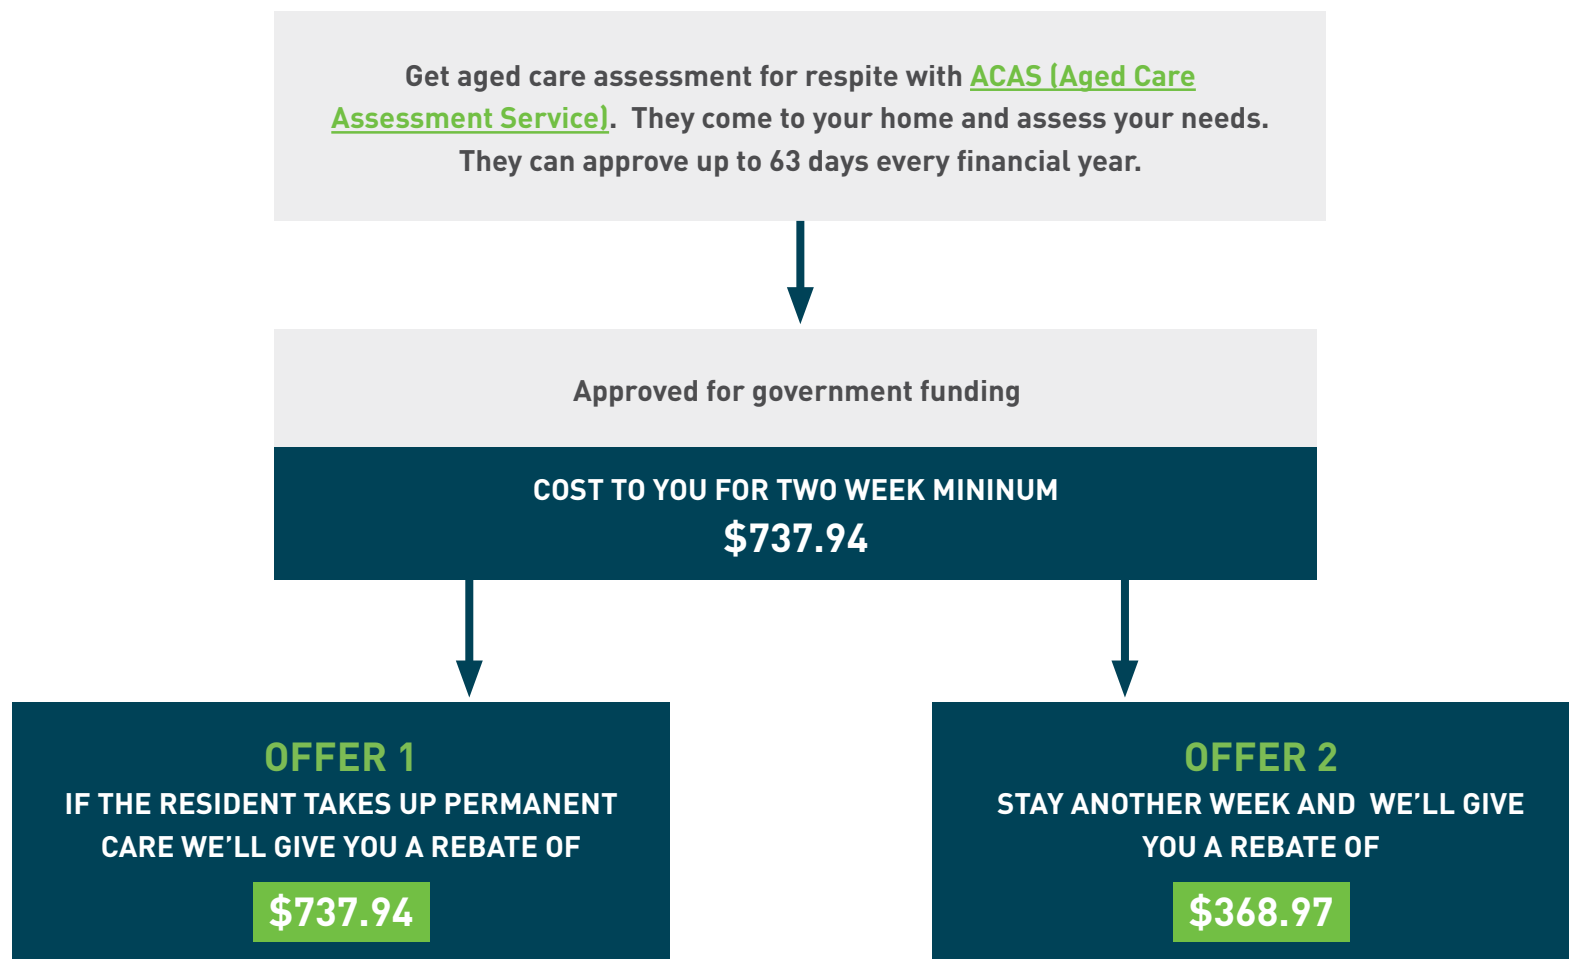 Get aged care assessment for respite with ACAS (Aged Care
Assessment Service).  They come to your home and assess your needs.
They can approve up to 63 days every financial year.
Approved for government funding
COST TO YOU FOR TWO WEEK MININUM
$737.94
OFFER 1
IF THE RESIDENT TAKES UP PERMANENT
CARE WE'LL GIVE YOU A REBATE OF
$737.94
OFFER 2
STAY ANOTHER WEEK AND  WE'LL GIVE
YOU A REBATE OF
$368.97